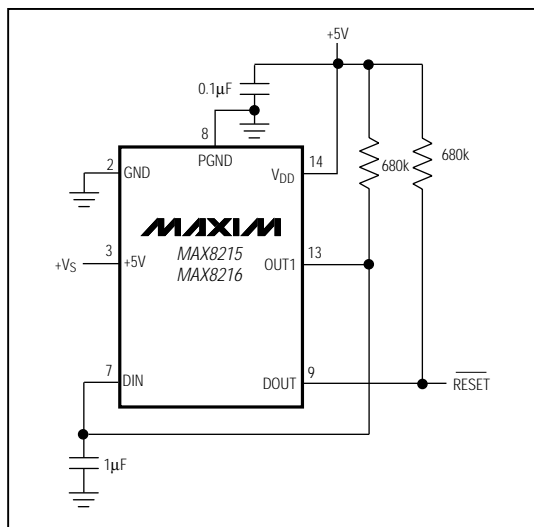 +5V
0.1µF
8
PGND
2
GND
14
VDD
680k
680k
MAXIM
MAX8215
MAX8216
3
+VS
+5V
13
OUT1
7
DIN
9
DOUT
RESET
1µF